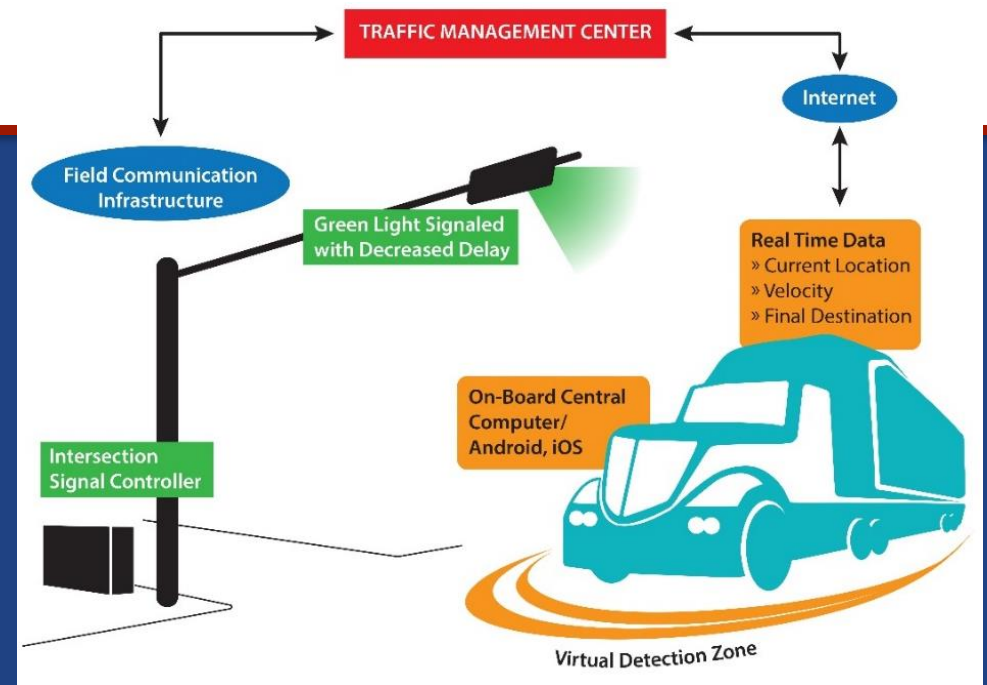 TRAFFIC MANAGEMENT CENTER
Internet
Field Communication
Infrastructure
Green Light Signaled
with Decreased Delay
Real Time Data
» Current Location
» Velocity
» Final Destination
On-Board Central
Computer/
Android, iOS
Intersection
Signal Controller
Virtual Detection Zone